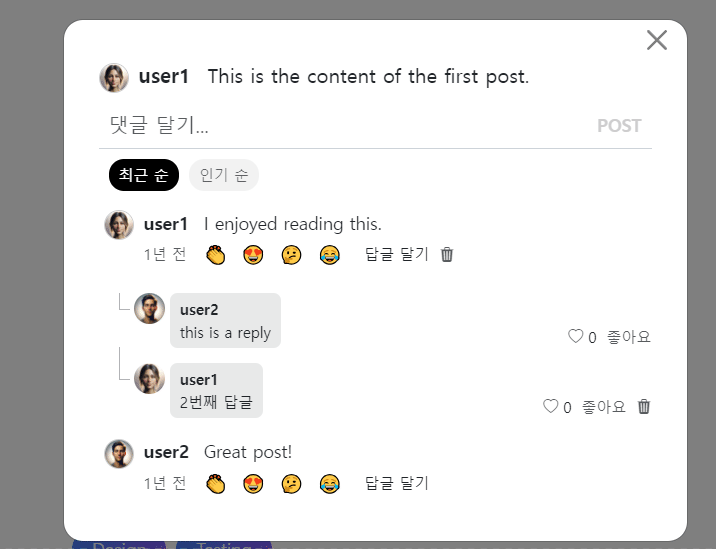 user1 This is the content of the first post.
댓글 달기...
POST
최근 순 인기 순
user1 I enjoyed reading this.
1년 전 답글 달기
user2
this is a reply
0 좋아요
user1
2번째 답글
0 좋아요
user2 Great post!
1년 전 답글 달기
Design Testing